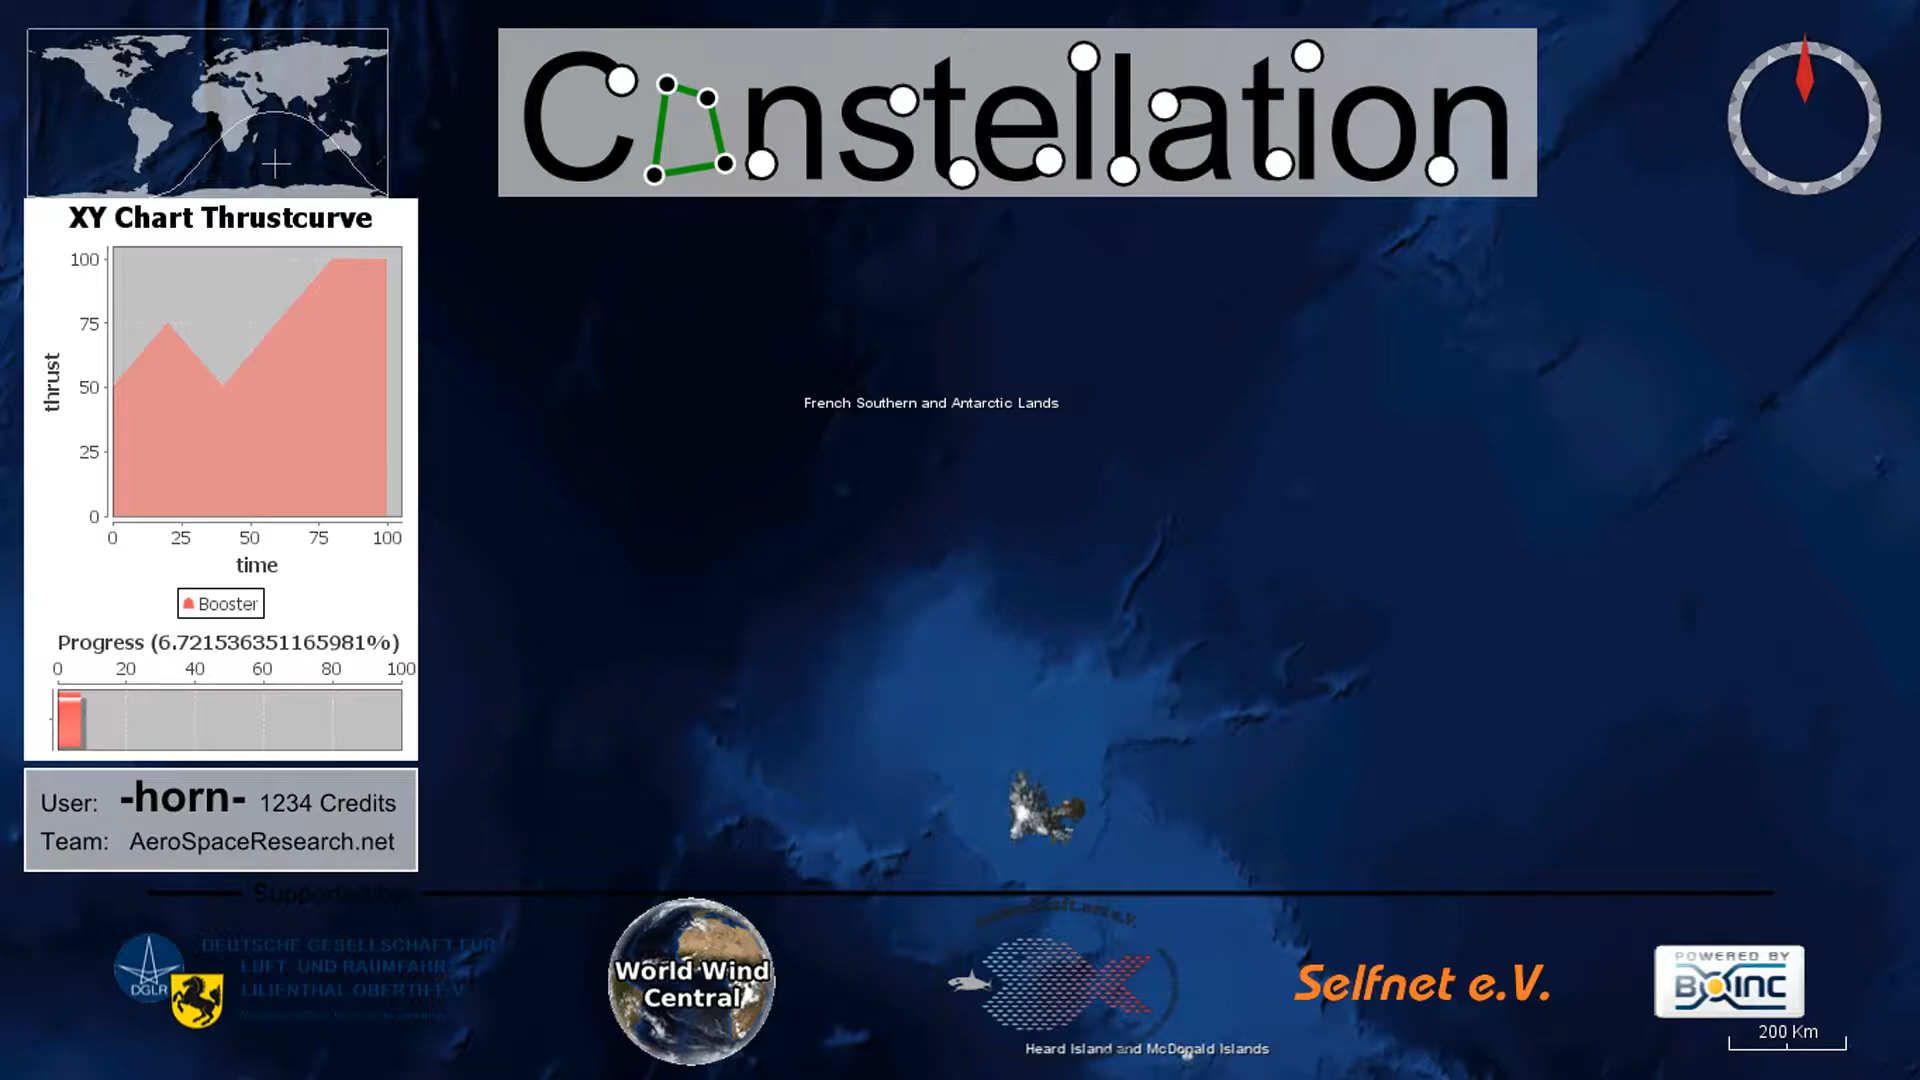 Constellation
XY Chart Thrustcurve
100
75
50
25
0
thrust
0 25 50 75 100
time
Booster
Progress (6.721536351165981%)
0 20 40 60 80 100
User: -horn- 1234 Credits
Team: AeroSpaceResearch.net
French Southern and Antarctic Lands
Supported by:
DEUTSCHE GESELLSCHAFT FÜR
LUFT- UND RAUMFAHRT
LILIENTHAL OBERTH E.V.
DGLR
World Wind
Central
Selfnet e.V.
POWERED BY
BOINC
200 Km
Heard Island and McDonald Islands